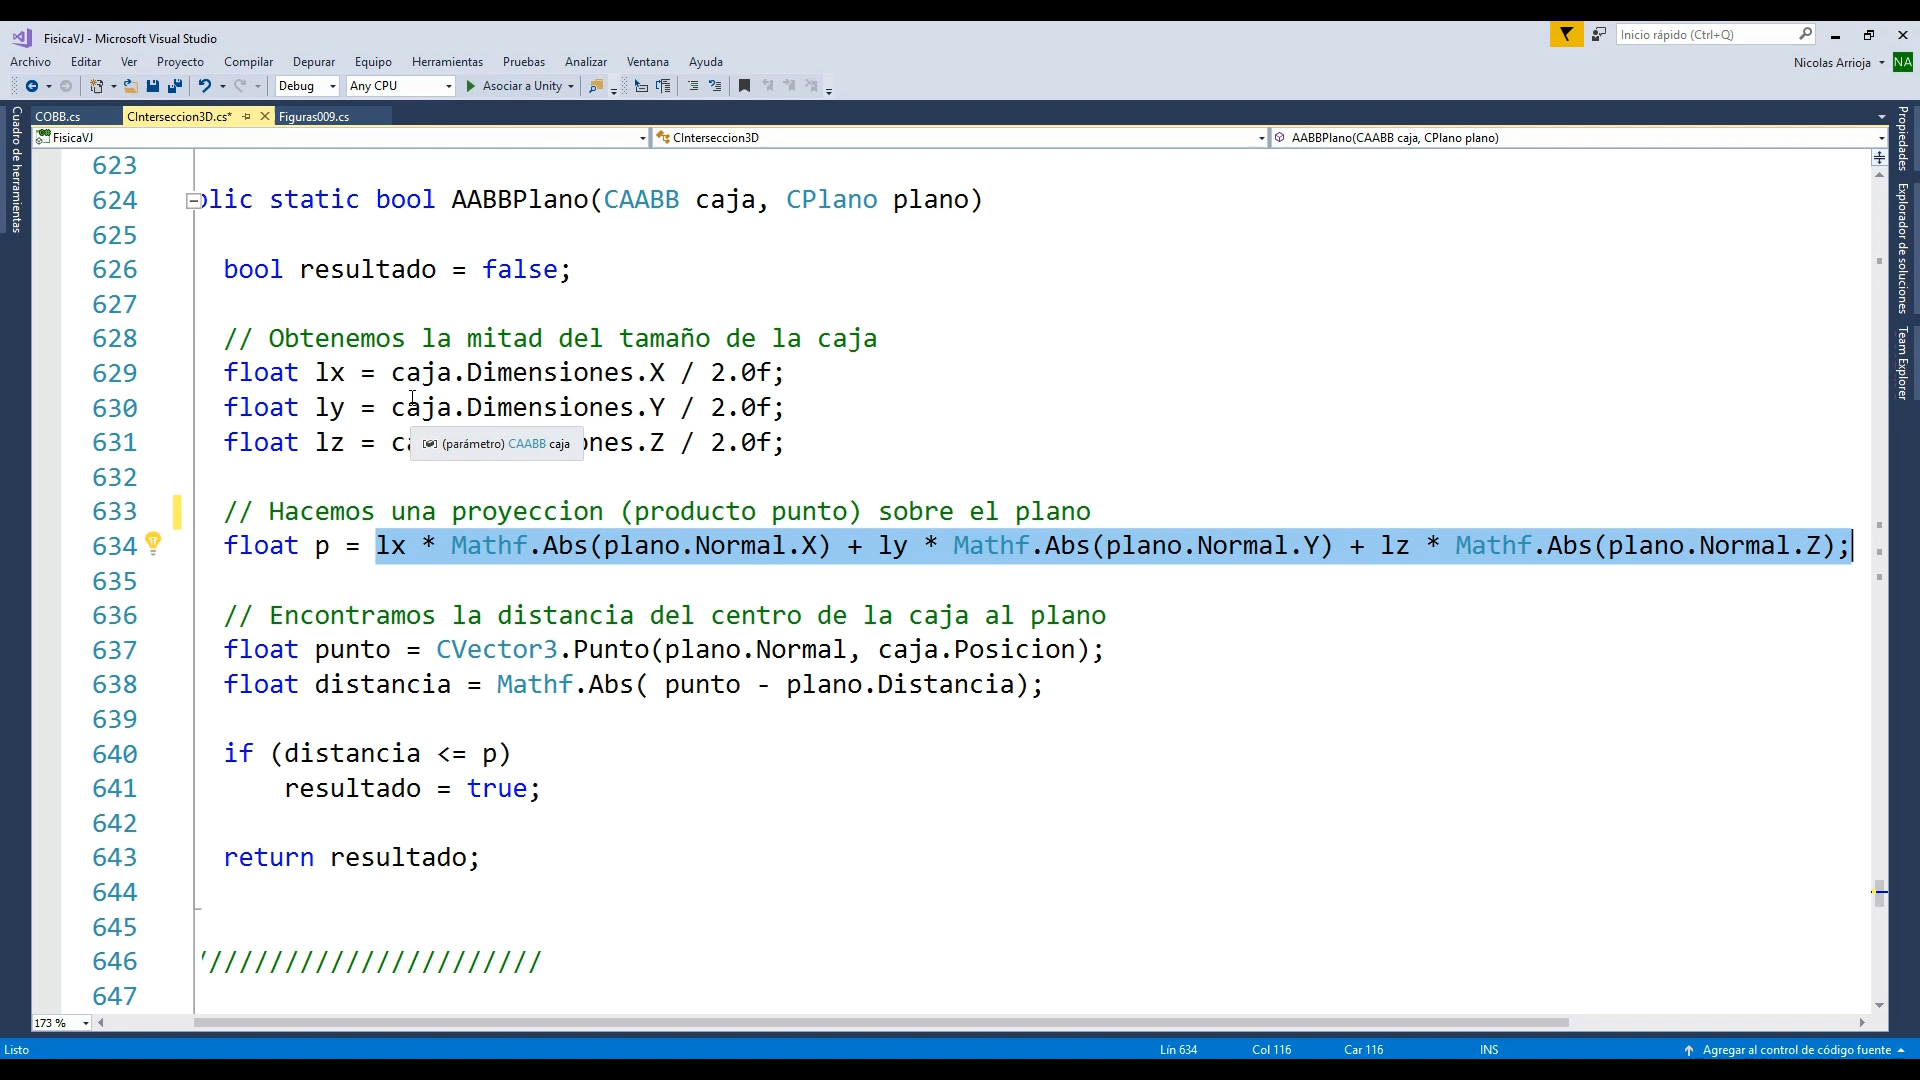 FisicaVJ - Microsoft Visual Studio
Inicio rápido (Ctrl+Q)
Archivo Editar Ver Proyecto Compilar Depurar Equipo Herramientas Pruebas Analizar Ventana Ayuda
Nicolas Arrioja NA
Debug Any CPU Asociar a Unity
COBB.cs CInterseccion3D.cs* Figuras009.cs
FisicaVJ CInterseccion3D AABBPlano(CAABB caja, CPlano plano)
Cuadro de herramientas
Propiedades
Explorador de soluciones
Team Explorer
623
624 blic static bool AABBPlano(CAABB caja, CPlano plano)
625
626 bool resultado = false;
627
628 // Obtenemos la mitad del tamaño de la caja
629 float lx = caja.Dimensiones.X / 2.0f;
630 float ly = caja.Dimensiones.Y / 2.0f;
631 float lz = ca nes.Z / 2.0f;
(parámetro) CAABB caja
632
633 // Hacemos una proyeccion (producto punto) sobre el plano
634 float p = lx * Mathf.Abs(plano.Normal.X) + ly * Mathf.Abs(plano.Normal.Y) + lz * Mathf.Abs(plano.Normal.Z);
635
636 // Encontramos la distancia del centro de la caja al plano
637 float punto = CVector3.Punto(plano.Normal, caja.Posicion);
638 float distancia = Mathf.Abs( punto - plano.Distancia);
639
640 if (distancia <= p)
641 resultado = true;
642
643 return resultado;
644
645
646 //////////////////////
647
173 %
Listo Lín 634 Col 116 Car 116 INS Agregar al control de código fuente